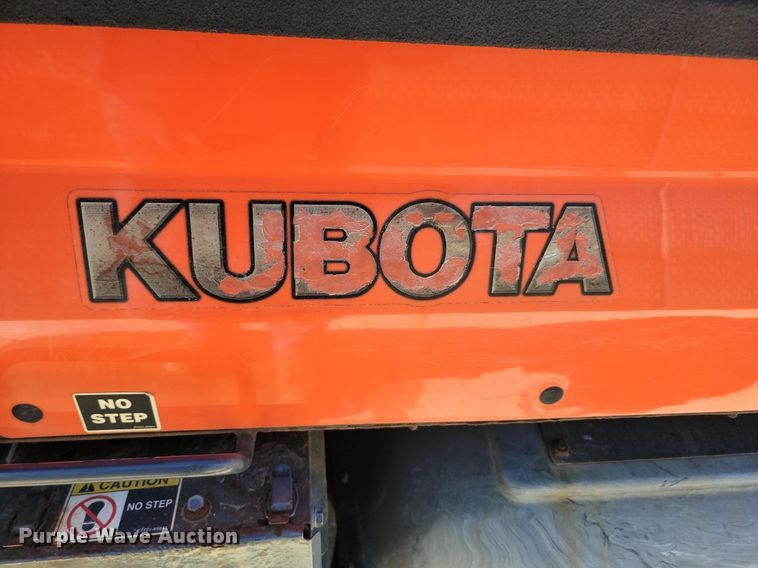 KUBOTA
NO
STEP
CAUTION
NO STEP
Purple Wave Auction